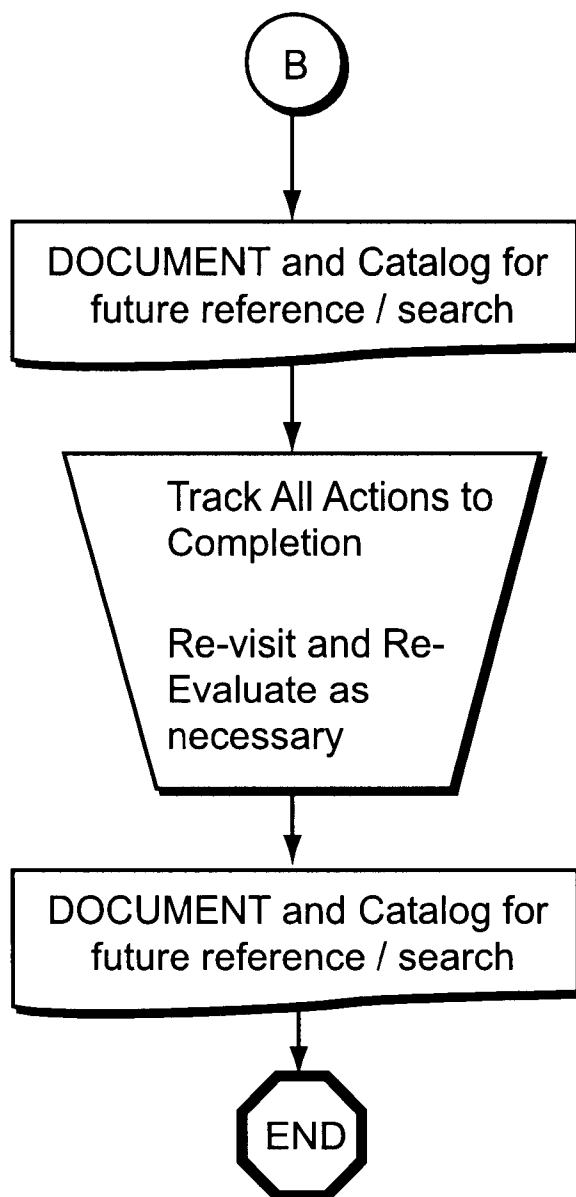 B
DOCUMENT and Catalog for
future reference / search
Track All Actions to
Completion
Re-visit and Re-
Evaluate as
necessary
DOCUMENT and Catalog for
future reference / search
END